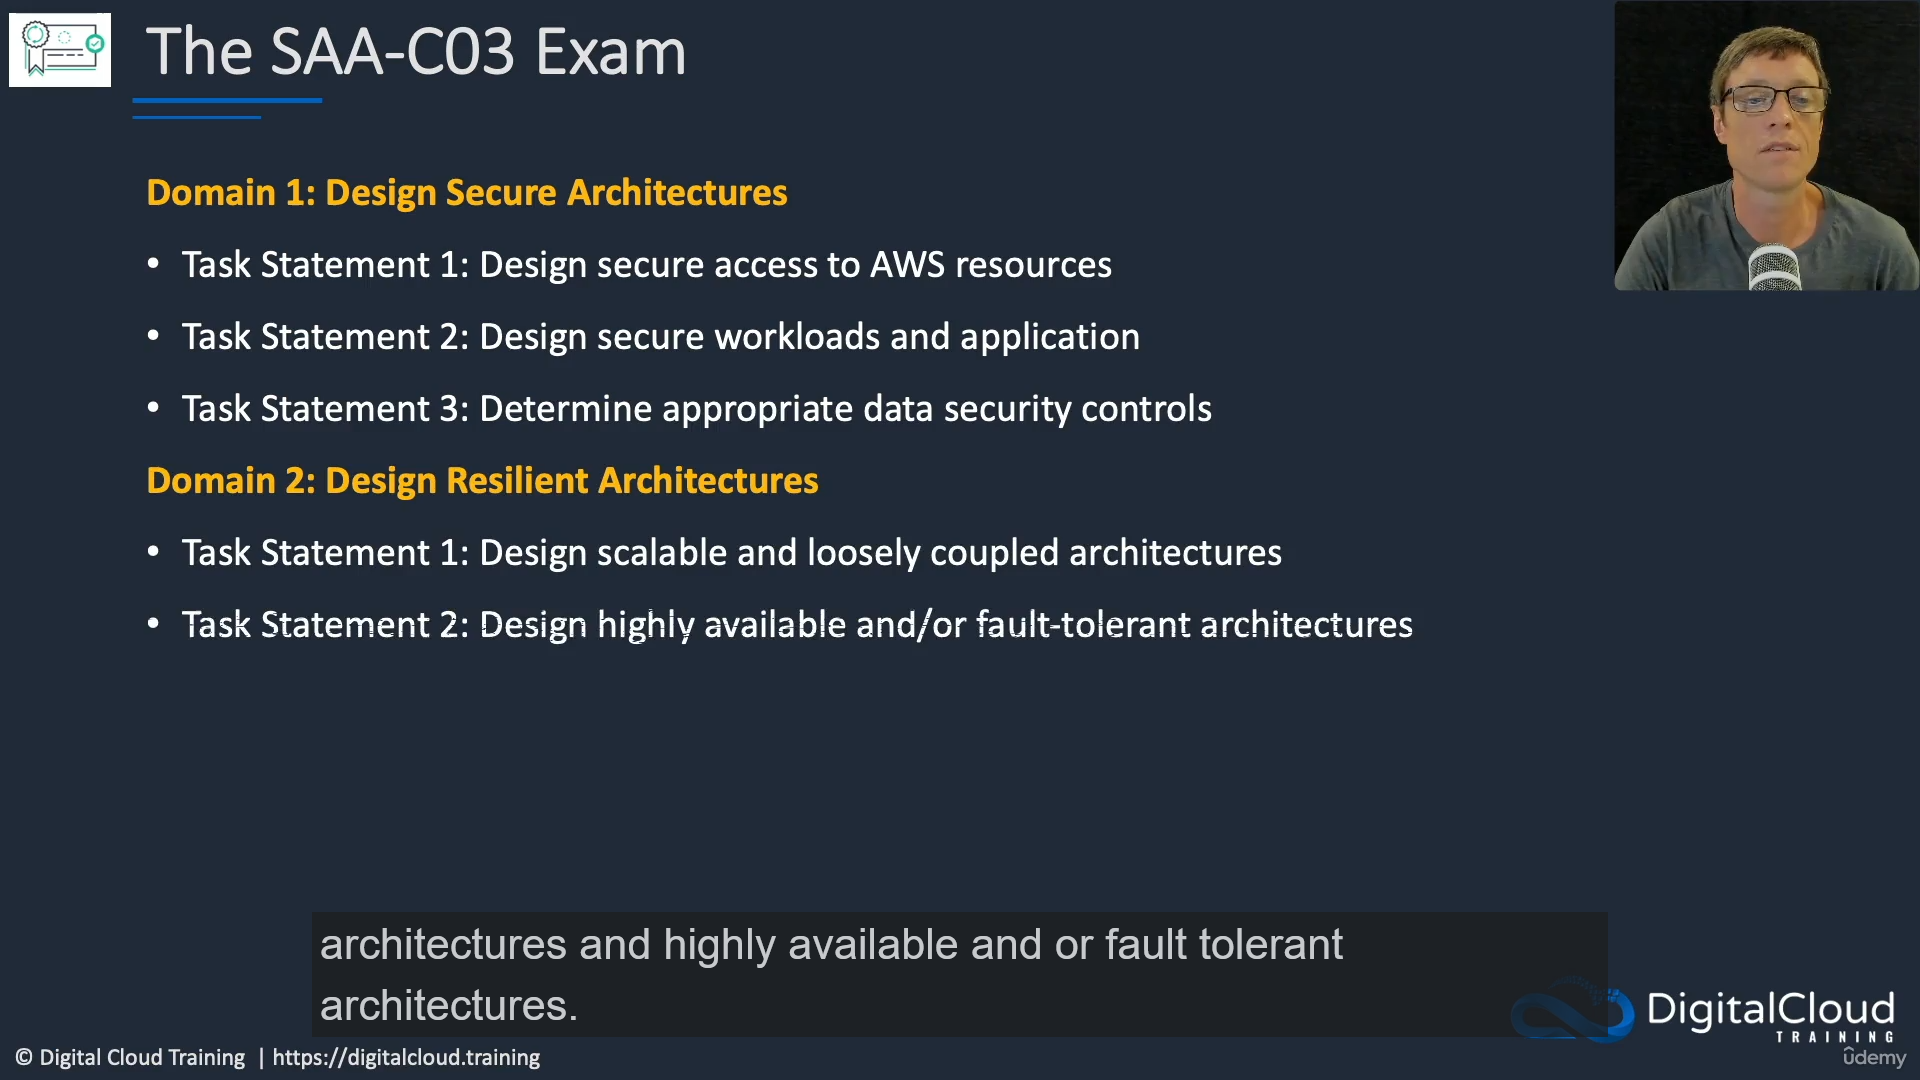 The SAA-C03 Exam
Domain 1: Design Secure Architectures
• Task Statement 1: Design secure access to AWS resources
• Task Statement 2: Design secure workloads and application
• Task Statement 3: Determine appropriate data security controls
Domain 2: Design Resilient Architectures
• Task Statement 1: Design scalable and loosely coupled architectures
• Task Statement 2: Design highly available and/or fault-tolerant architectures
architectures and highly available and or fault tolerant
architectures.
DigitalCloud
TRAINING
© Digital Cloud Training | https://digitalcloud.training
ûdemy